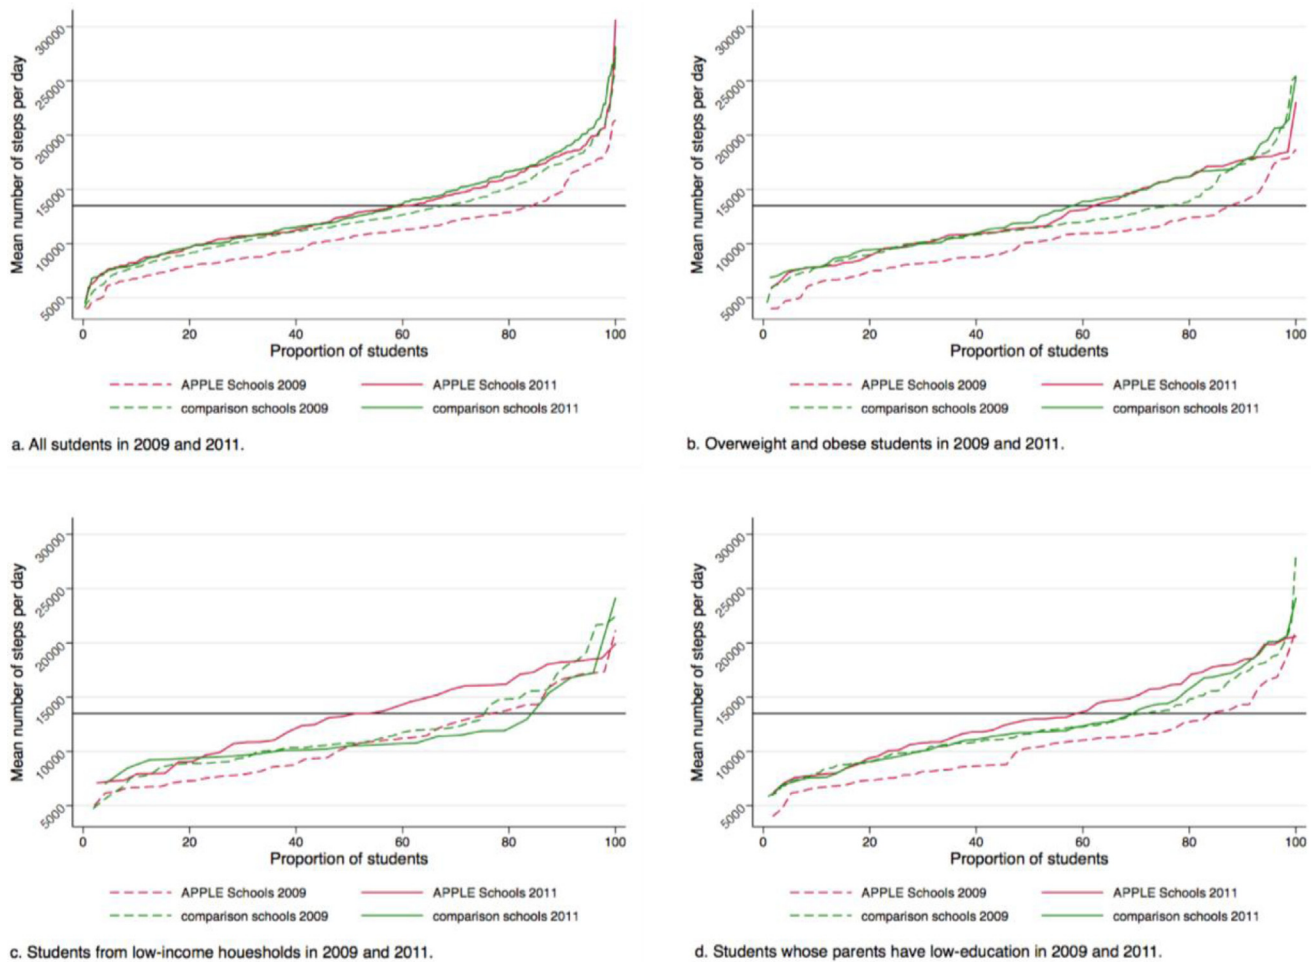 Mean number of steps per day
30000
25000
20000
15000
10000
5000
0 20 40 60 80 100
Proportion of students
APPLE Schools 2009 APPLE Schools 2011
comparison schools 2009 comparison schools 2011
a. All sutdents in 2009 and 2011.
Mean number of steps per day
30000
25000
20000
15000
10000
5000
0 20 40 60 80 100
Proportion of students
APPLE Schools 2009 APPLE Schools 2011
comparison schools 2009 comparison schools 2011
b. Overweight and obese students in 2009 and 2011.
Mean number of steps per day
30000
25000
20000
15000
10000
5000
0 20 40 60 80 100
Proportion of students
APPLE Schools 2009 APPLE Schools 2011
comparison schools 2009 comparison schools 2011
c. Students from low-income houesholds in 2009 and 2011.
Mean number of steps per day
30000
25000
20000
15000
10000
5000
0 20 40 60 80 100
Proportion of students
APPLE Schools 2009 APPLE Schools 2011
comparison schools 2009 comparison schools 2011
d. Students whose parents have low-education in 2009 and 2011.